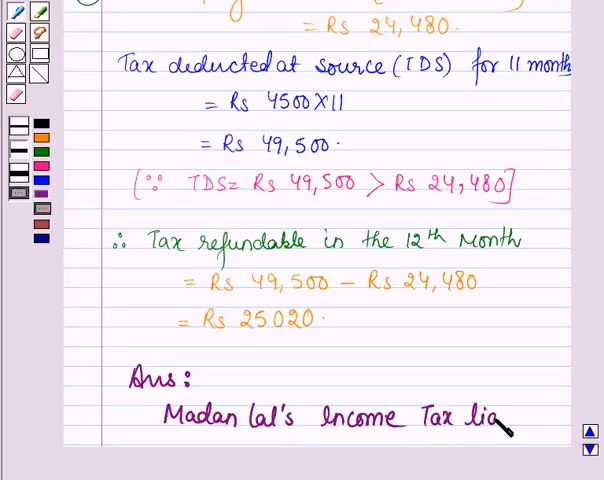 = Rs 24,480.
Tax deducted at source (TDS) for 11 month
= Rs 4500X11
= Rs 49,500.
[∵ TDS= Rs 49,500 > Rs 24,480]
∴ Tax refundable in the 12th Month
= Rs 49,500 – Rs 24,480
= Rs 25020.
Ans:
Madan lal's Income Tax lia